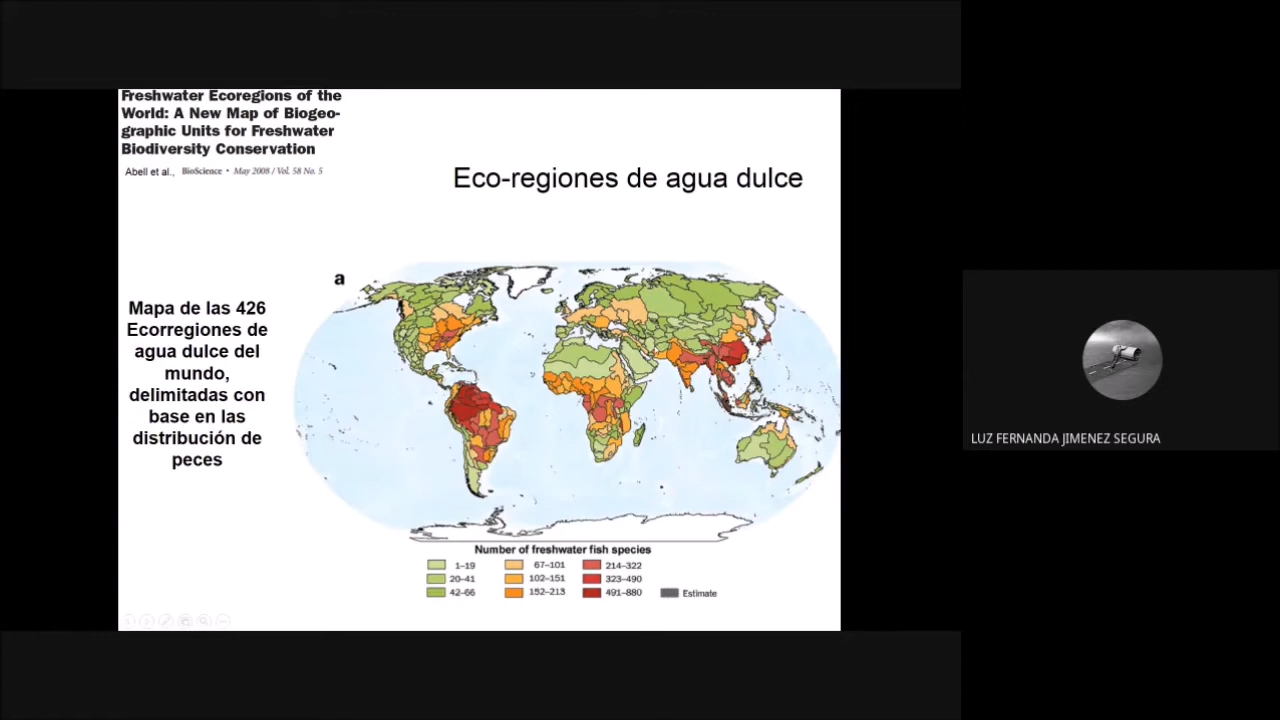 Freshwater Ecoregions of the
World: A New Map of Biogeo-
graphic Units for Freshwater
Biodiversity Conservation
Abell et al., BioScience • May 2008 / Vol. 58 No. 5
Eco-regiones de agua dulce
a
Mapa de las 426
Ecorregiones de
agua dulce del
mundo,
delimitadas con
base en las
distribución de
peces
Number of freshwater fish species
1–19
20–41
42–66
67–101
102–151
152–213
214–322
323–490
491–880
Estimate
LUZ FERNANDA JIMENEZ SEGURA